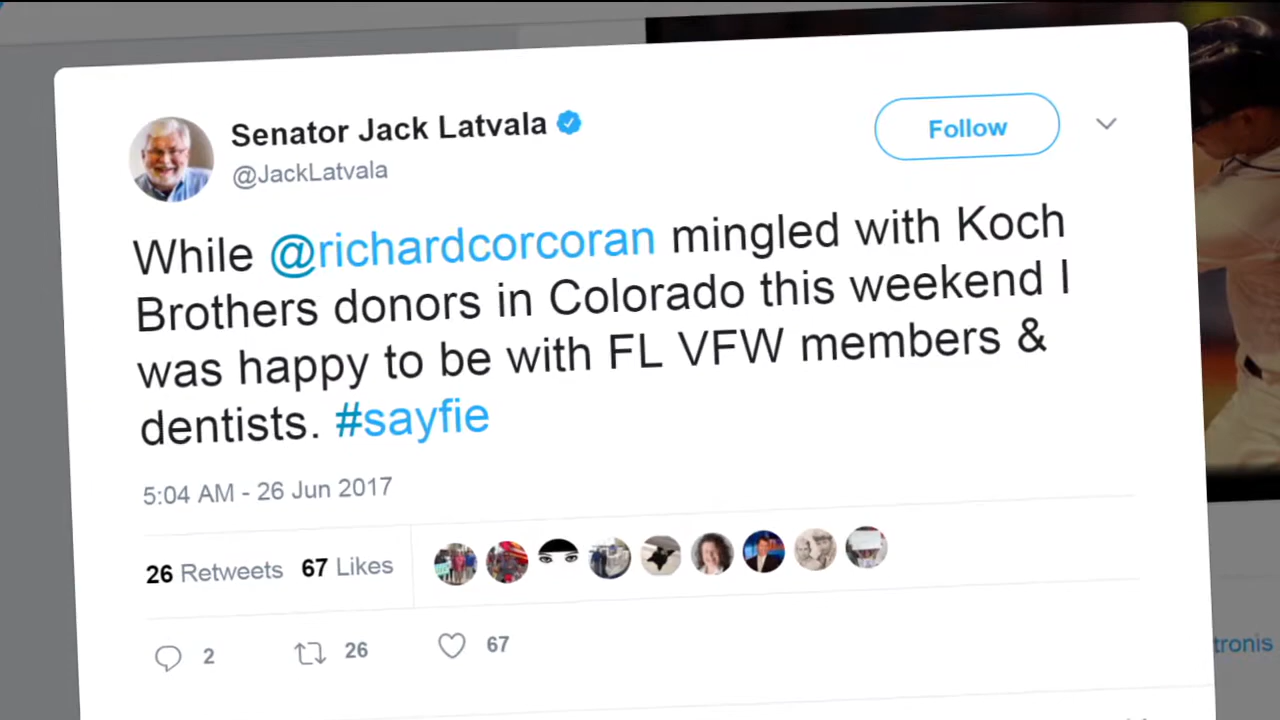 Senator Jack Latvala
@JackLatvala
Follow
While @richardcorcoran mingled with Koch
Brothers donors in Colorado this weekend I
was happy to be with FL VFW members &
dentists. #sayfie
5:04 AM - 26 Jun 2017
26 Retweets 67 Likes
2 26 67
tronis